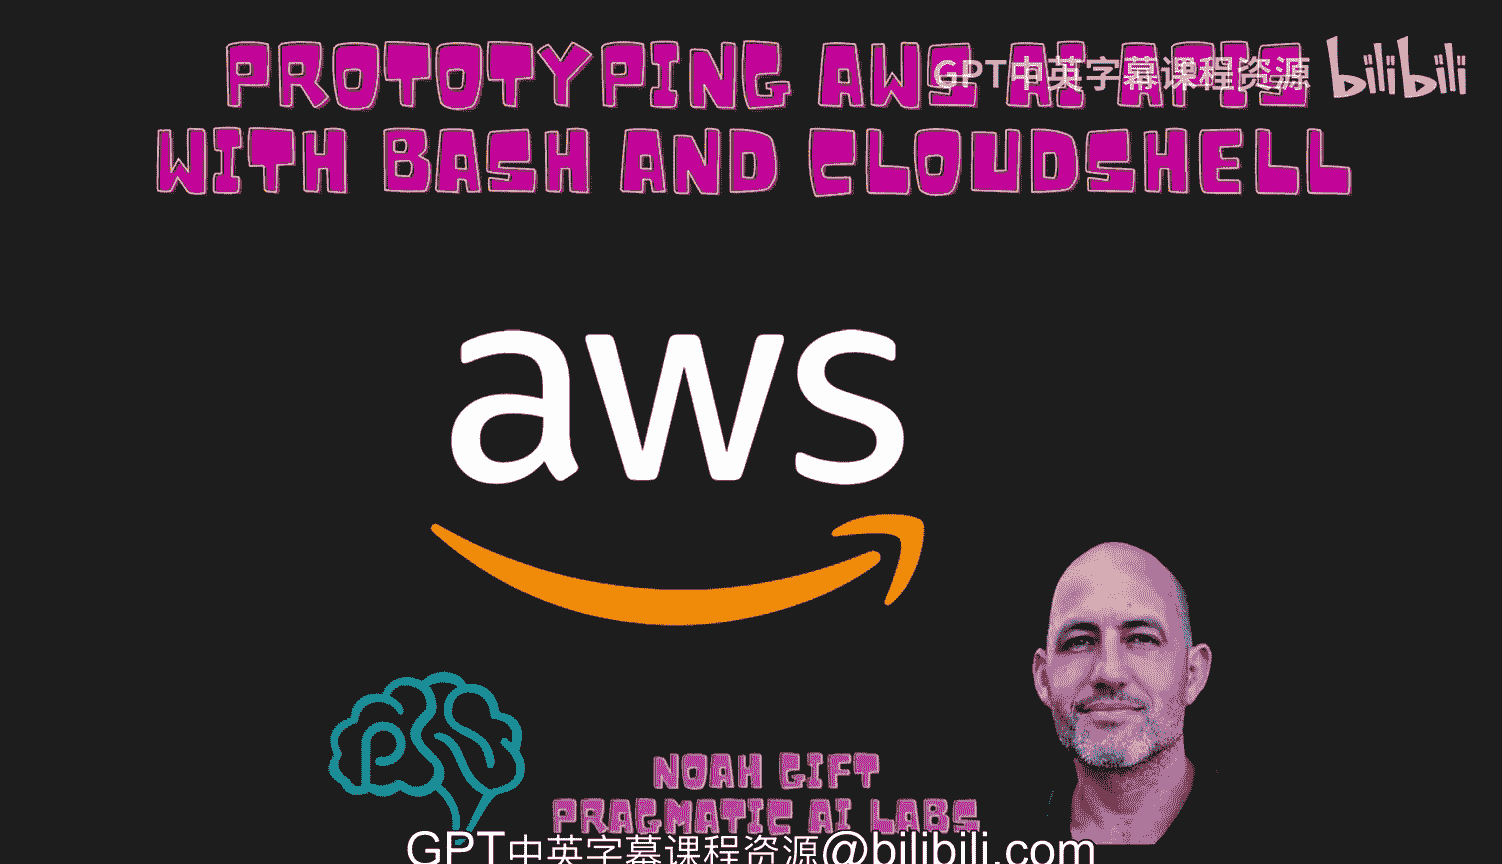 PROTOTYPING AWS AI APIS
GPT中英字幕课程资源 bilibili
WITH BASH AND CLOUDSHELL
aws
NOAH GIFT
PRAGMATIC AI LABS
GPT中英字幕课程资源@bilibili.com